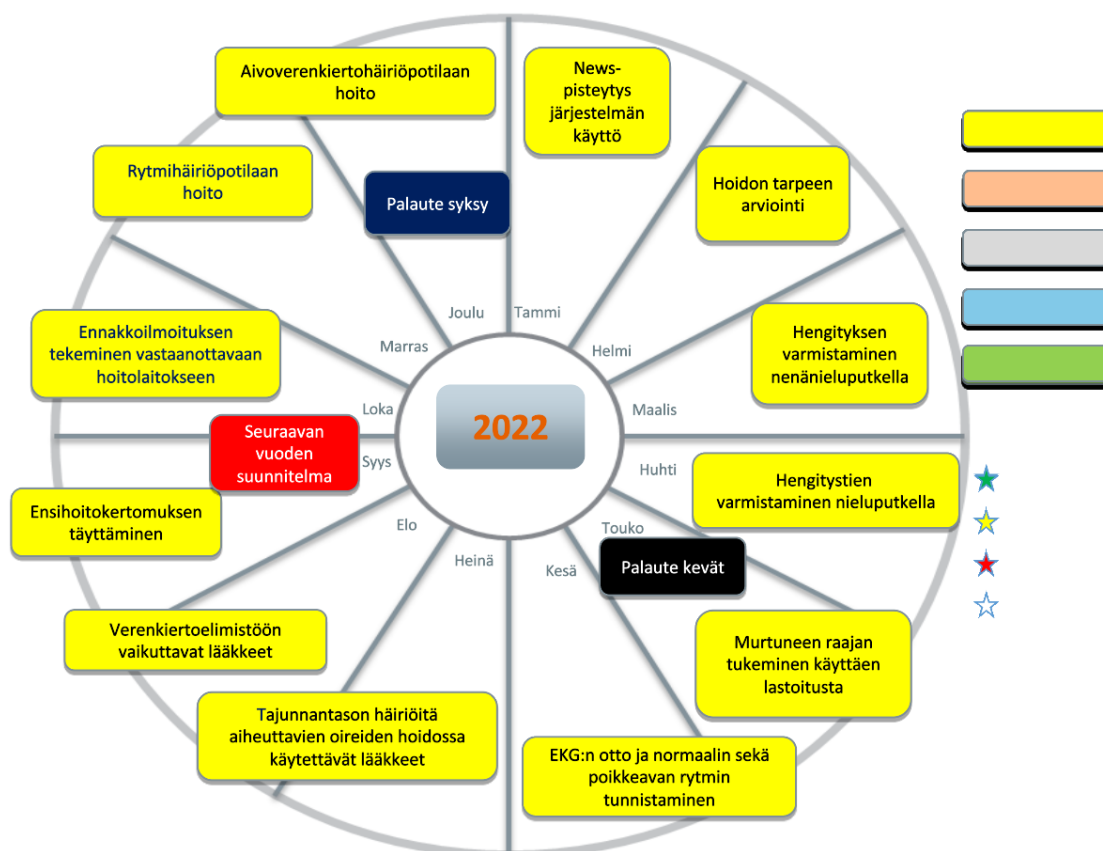 Aivoverenkiertohäiriöpotilaan
hoito
News-
pisteytys
järjestelmän
käyttö
Rytmihäiriöpotilaan
hoito
Hoidon tarpeen
arviointi
Palaute syksy
Joulu
Tammi
Marras
Helmi
Ennakkoilmoituksen
tekeminen vastaanottavaan
hoitolaitokseen
Hengityksen
varmistaminen
nenänieluputkella
Loka
Maalis
2022
Seuraavan
vuoden
suunnitelma
Syys
Huhti
Hengitystien
varmistaminen nieluputkella
Ensihoitokertomuksen
täyttäminen
Elo
Touko
Heinä
Kesä
Palaute kevät
Verenkiertoelimistöön
vaikuttavat lääkkeet
Murtuneen raajan
tukeminen käyttäen
lastoitusta
Tajunnantason häiriöitä
aiheuttavien oireiden hoidossa
käytettävät lääkkeet
EKG:n otto ja normaalin sekä
poikkeavan rytmin
tunnistaminen